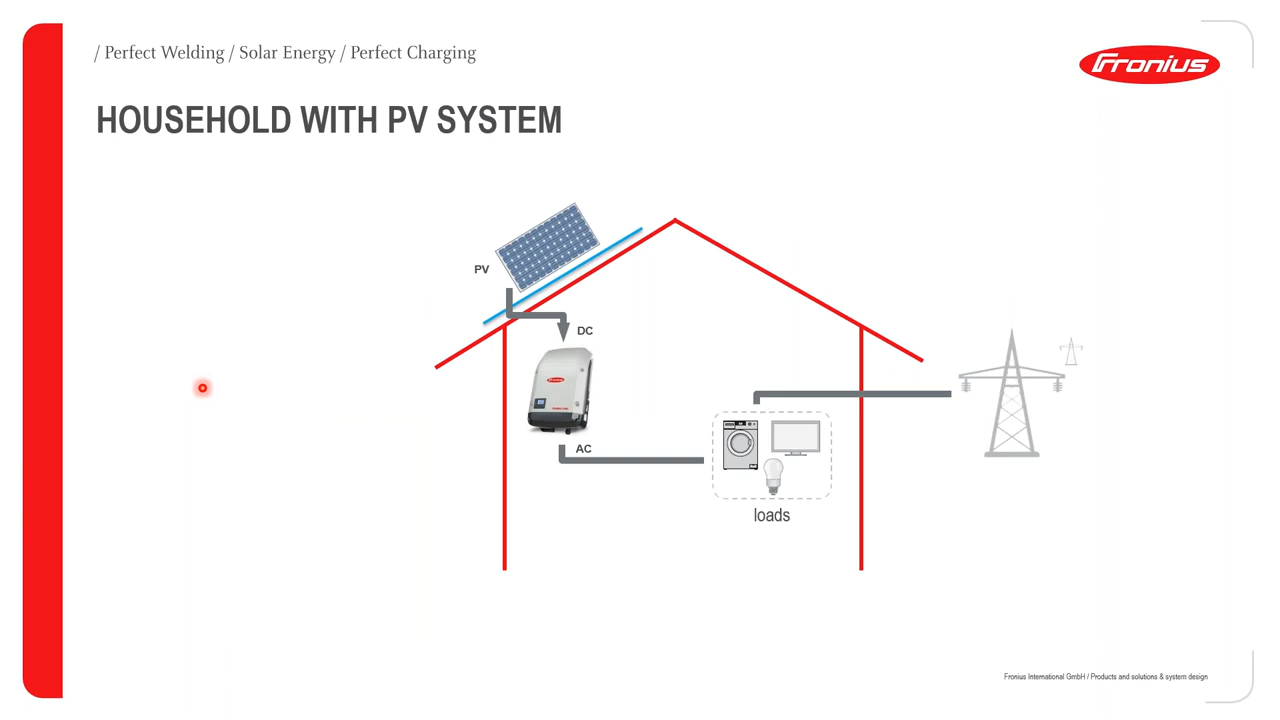 / Perfect Welding / Solar Energy / Perfect Charging
Fronius
HOUSEHOLD WITH PV SYSTEM
PV
DC
AC
loads
Fronius International GmbH / Products and solutions & system design